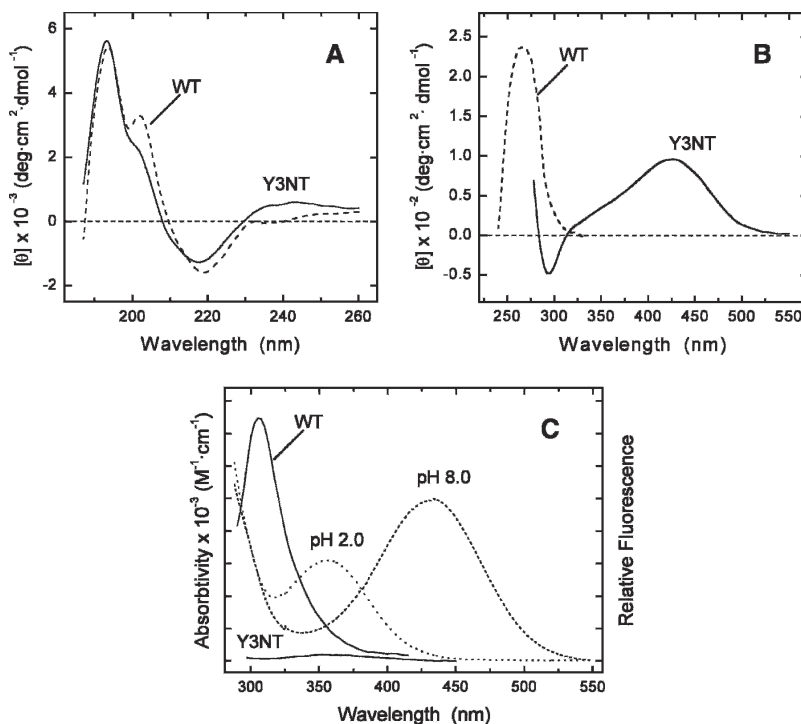 A
WT
Y3NT
[θ] x 10⁻³ (deg·cm²·dmol⁻¹)
6
4
2
0
-2
200
220
240
260
Wavelength (nm)
B
WT
Y3NT
[θ] x 10⁻² (deg·cm²·dmol⁻¹)
2.5
2.0
1.5
1.0
0.5
0.0
-0.5
250
300
350
400
450
500
550
Wavelength (nm)
C
WT
pH 8.0
pH 2.0
Y3NT
Absorbtivity x 10⁻³ (M⁻¹·cm⁻¹)
Relative Fluorescence
300
350
400
450
500
550
Wavelength (nm)